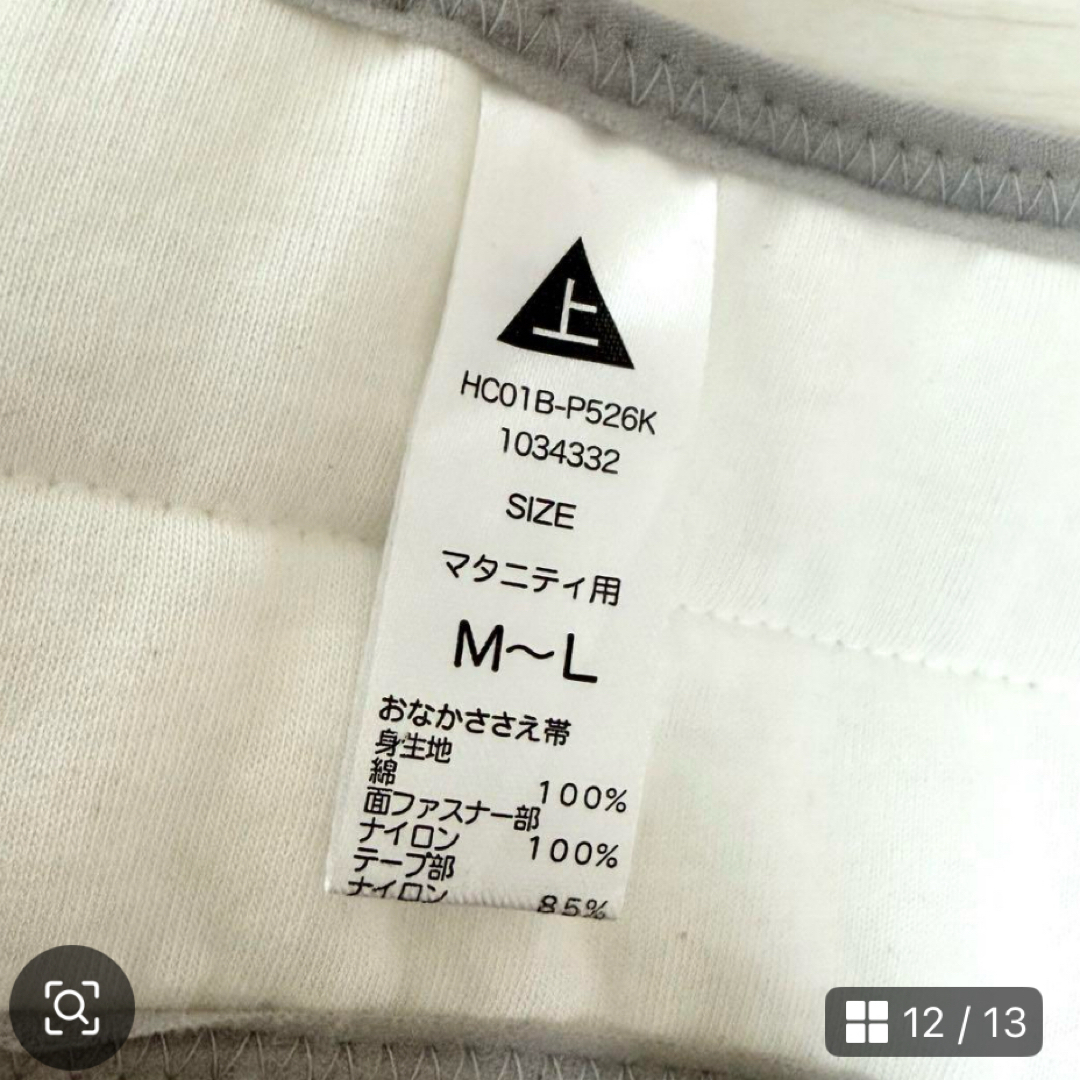 上
HC01B-P526K
1034332
SIZE
マタニティ用
M～L
おなかささえ帯
身生地
綿 100%
面ファスナー部
ナイロン 100%
テープ部
ナイロン 85%
12 / 13